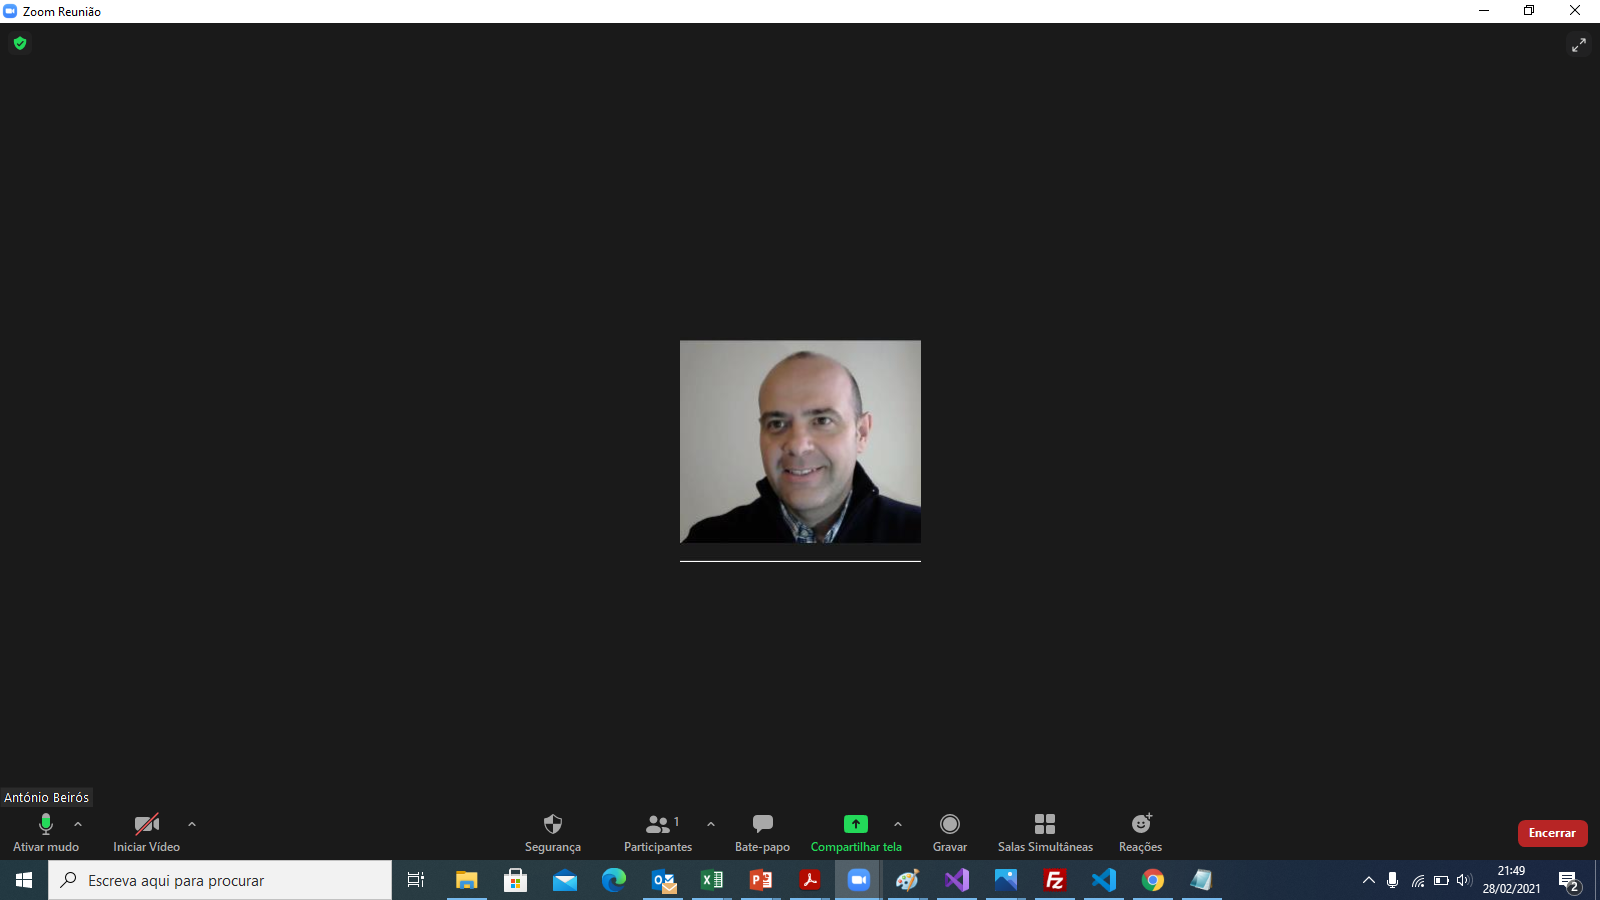 Zoom Reunião
António Beirós
Ativar mudo
Iniciar Vídeo
Segurança
Participantes
1
Bate-papo
Compartilhar tela
Gravar
Salas Simultâneas
Reações
Encerrar
Escreva aqui para procurar
21:49
28/02/2021
2